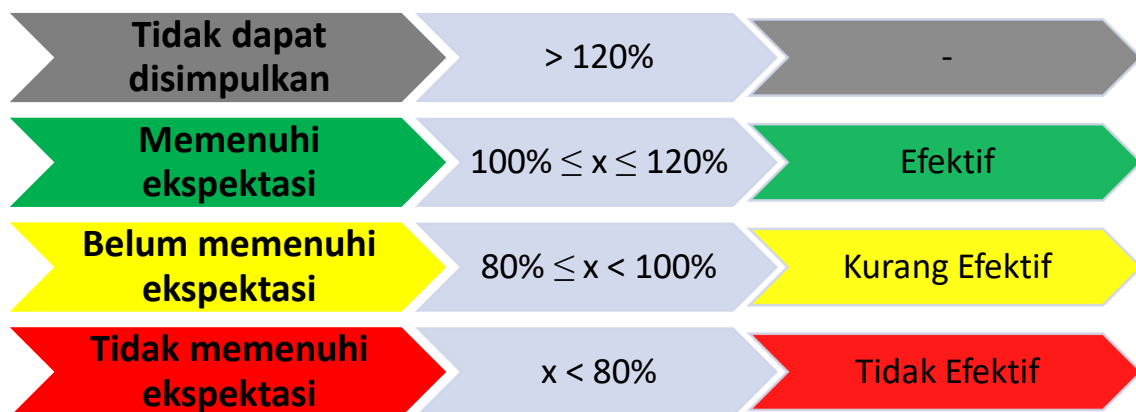 Tidak dapat
disimpulkan
> 120%
-
Memenuhi
ekspektasi
100% ≤ x ≤ 120%
Efektif
Belum memenuhi
ekspektasi
80% ≤ x < 100%
Kurang Efektif
Tidak memenuhi
ekspektasi
x < 80%
Tidak Efektif